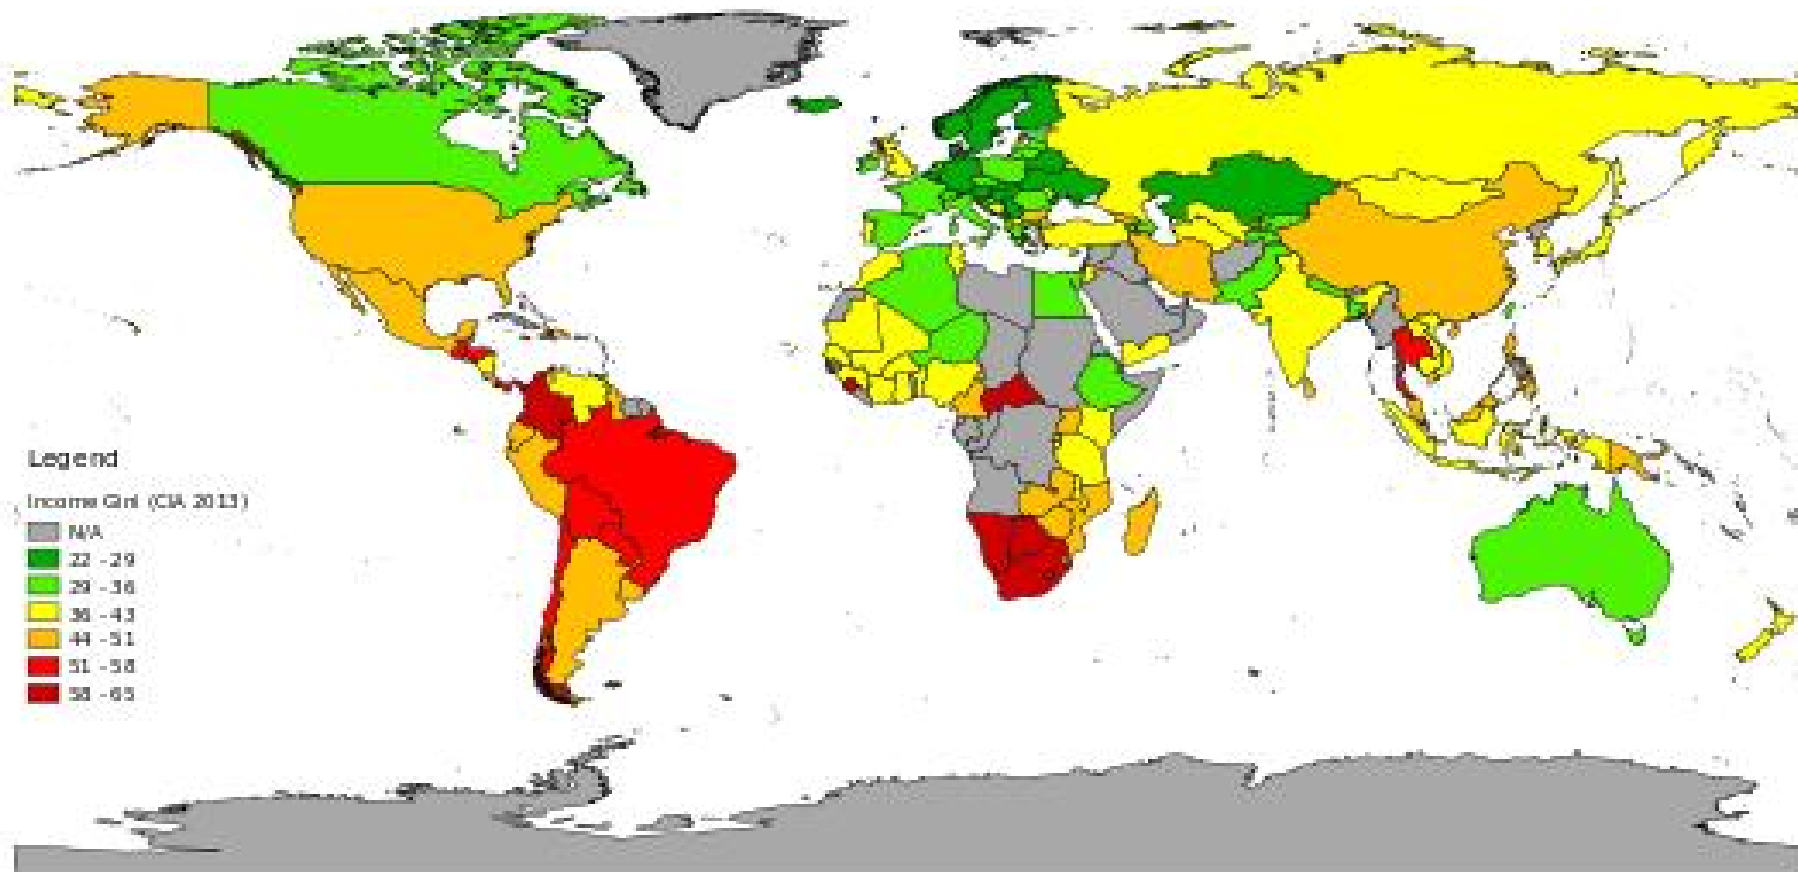 Legend
Income Gini (CIA 2013)
N/A
22 - 29
29 - 36
36 - 43
44 - 51
51 - 58
58 - 65